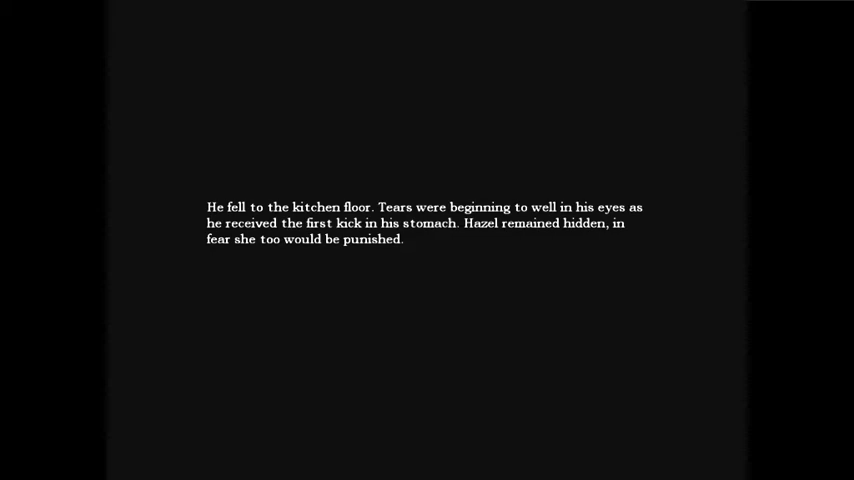 He fell to the kitchen floor. Tears were beginning to well in his eyes as
he received the first kick in his stomach. Hazel remained hidden, in
fear she too would be punished.